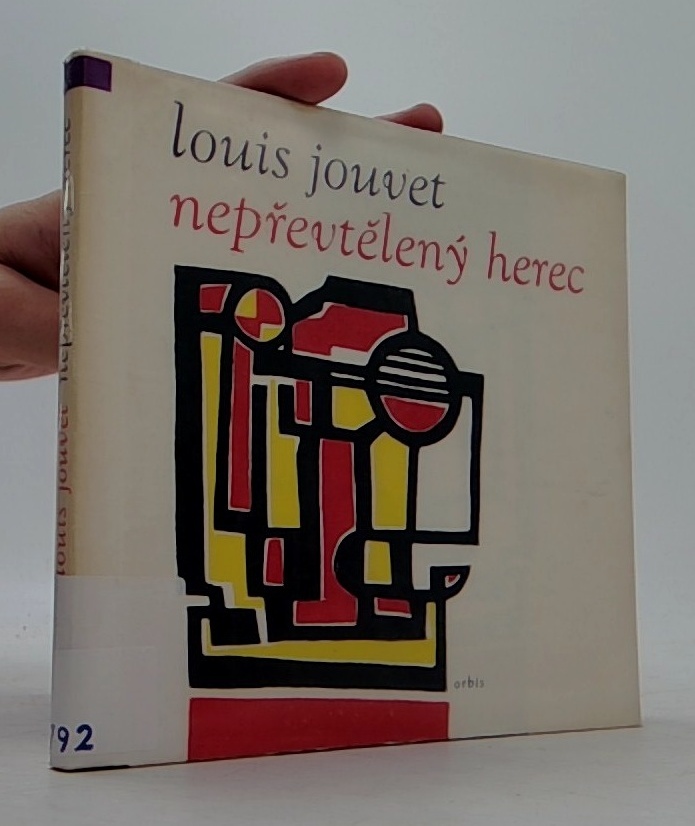 louis jouvet
nepřevtělený herec
orbis
louis jouvet nepřevtělený herec
792